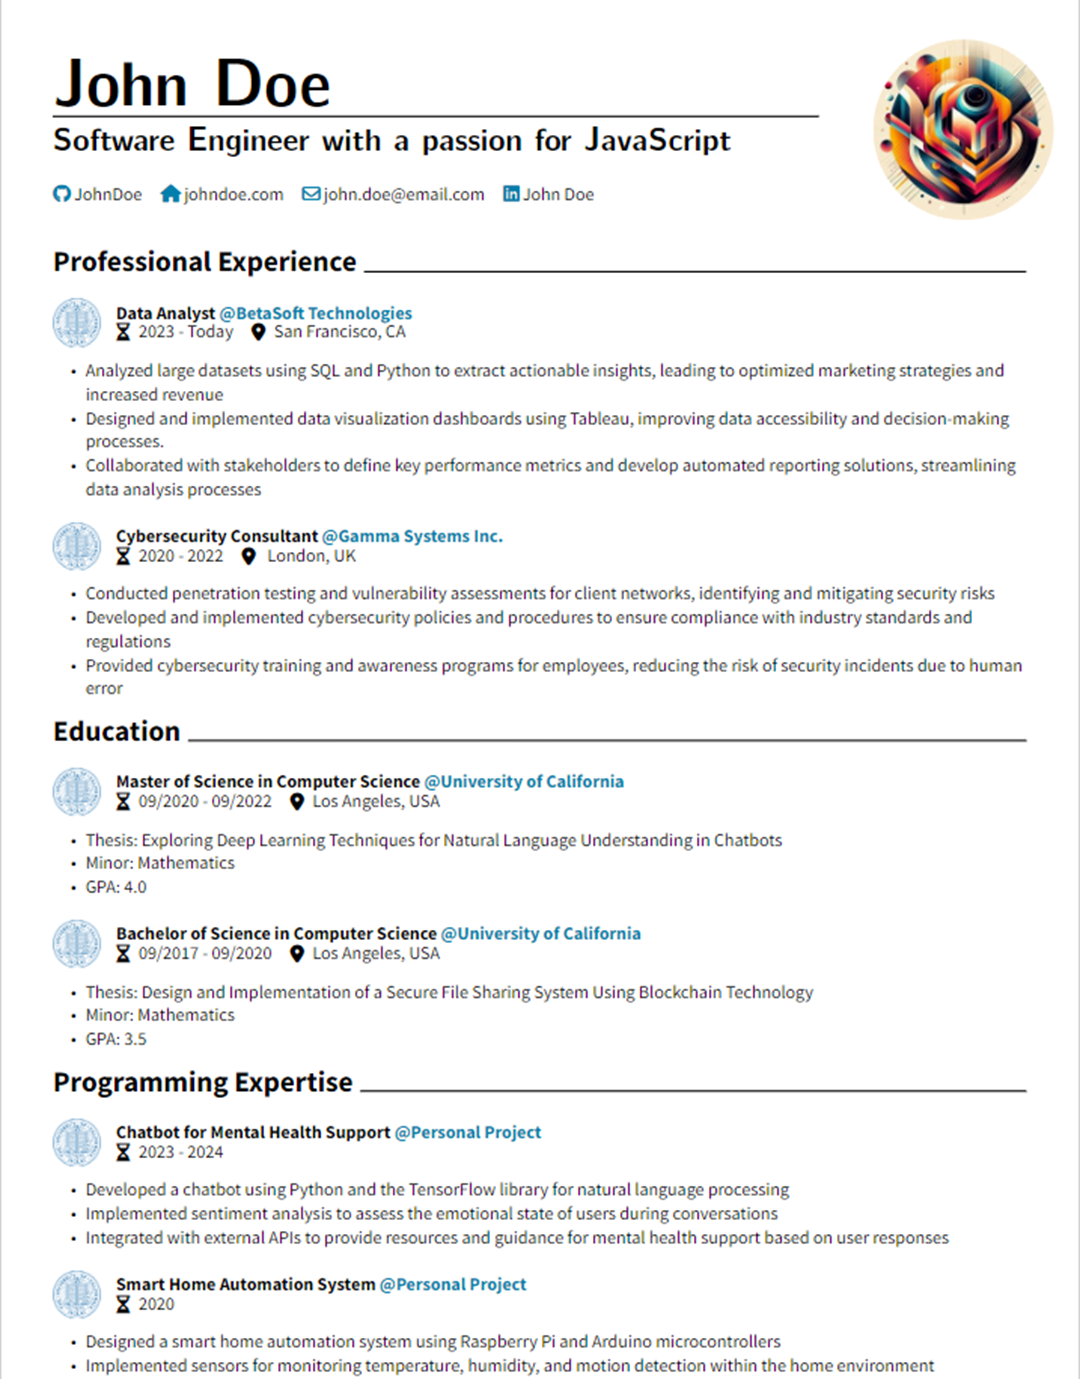 John Doe
Software Engineer with a passion for JavaScript
JohnDoe johndoe.com john.doe@email.com John Doe
Professional Experience
Data Analyst @BetaSoft Technologies
2023 - Today San Francisco, CA
• Analyzed large datasets using SQL and Python to extract actionable insights, leading to optimized marketing strategies and
increased revenue
• Designed and implemented data visualization dashboards using Tableau, improving data accessibility and decision-making
processes.
• Collaborated with stakeholders to define key performance metrics and develop automated reporting solutions, streamlining
data analysis processes
Cybersecurity Consultant @Gamma Systems Inc.
2020 - 2022 London, UK
• Conducted penetration testing and vulnerability assessments for client networks, identifying and mitigating security risks
• Developed and implemented cybersecurity policies and procedures to ensure compliance with industry standards and
regulations
• Provided cybersecurity training and awareness programs for employees, reducing the risk of security incidents due to human
error
Education
Master of Science in Computer Science @University of California
09/2020 - 09/2022 Los Angeles, USA
• Thesis: Exploring Deep Learning Techniques for Natural Language Understanding in Chatbots
• Minor: Mathematics
• GPA: 4.0
Bachelor of Science in Computer Science @University of California
09/2017 - 09/2020 Los Angeles, USA
• Thesis: Design and Implementation of a Secure File Sharing System Using Blockchain Technology
• Minor: Mathematics
• GPA: 3.5
Programming Expertise
Chatbot for Mental Health Support @Personal Project
2023 - 2024
• Developed a chatbot using Python and the TensorFlow library for natural language processing
• Implemented sentiment analysis to assess the emotional state of users during conversations
• Integrated with external APIs to provide resources and guidance for mental health support based on user responses
Smart Home Automation System @Personal Project
2020
• Designed a smart home automation system using Raspberry Pi and Arduino microcontrollers
• Implemented sensors for monitoring temperature, humidity, and motion detection within the home environment